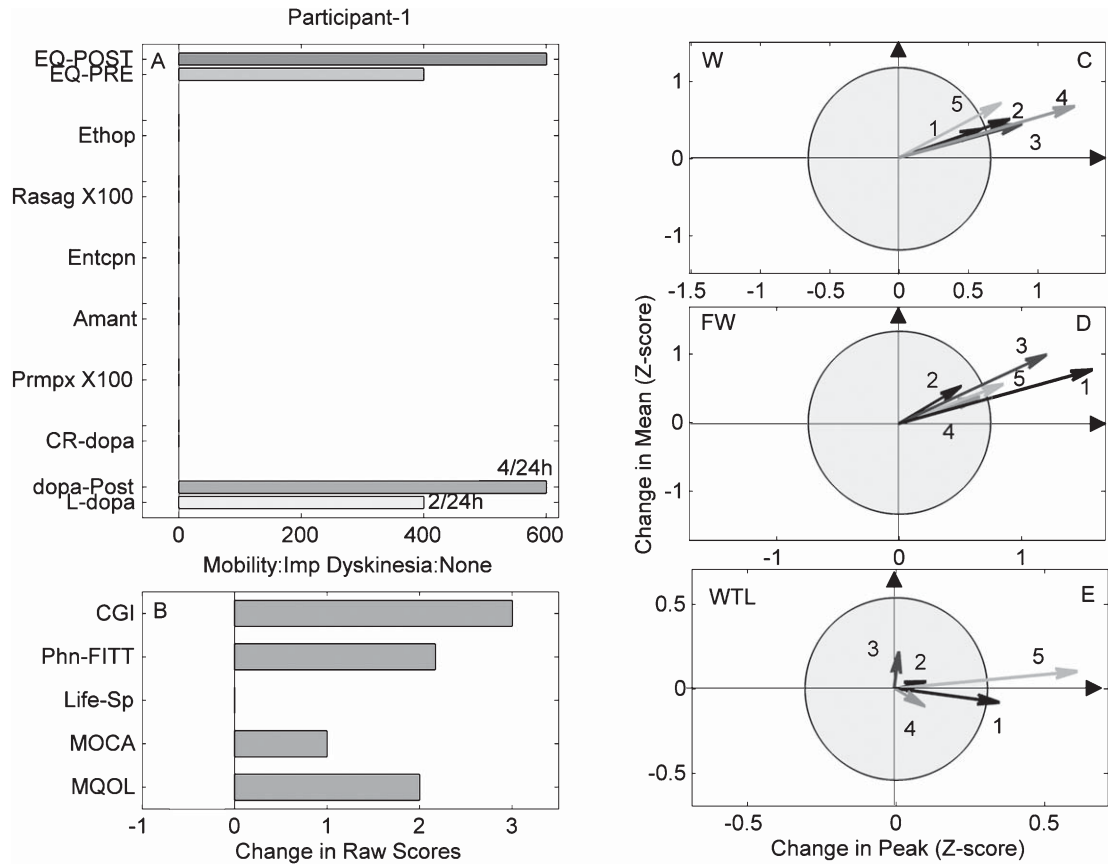 Participant-1
A
EQ-POST
EQ-PRE
Ethop
Rasag X100
Entcpn
Amant
Prmpx X100
CR-dopa
4/24h
dopa-Post
L-dopa
2/24h
0 200 400 600
Mobility:Imp Dyskinesia:None
B
CGI
Phn-FITT
Life-Sp
MOCA
MQOL
-1 0 1 2 3
Change in Raw Scores
W C
1
0
-1
5 2 4
1 3
-1.5 -1 -0.5 0 0.5 1
FW D
1
0
-1
3
2 5
1
4
-1 0 1
Change in Mean (Z-score)
WTL E
0.5
0
-0.5
3 2 5
4 1
-0.5 0 0.5
Change in Peak (Z-score)